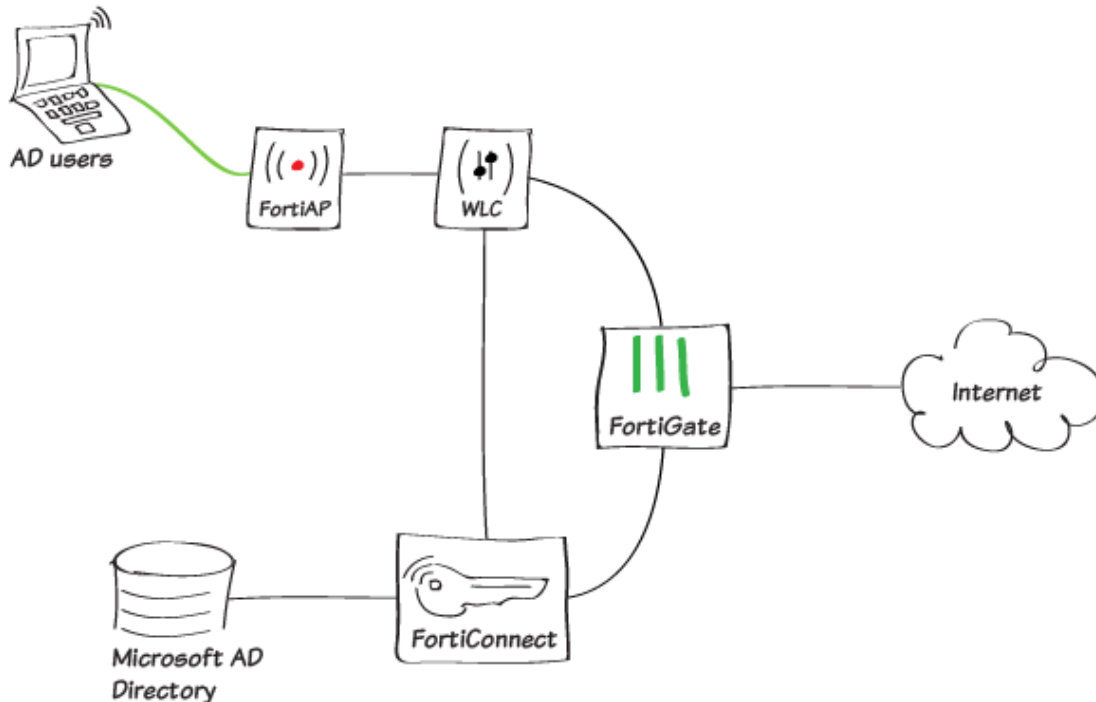 AD users
FortiAP
WLC
FortiGate
Internet
FortiConnect
Microsoft AD
Directory